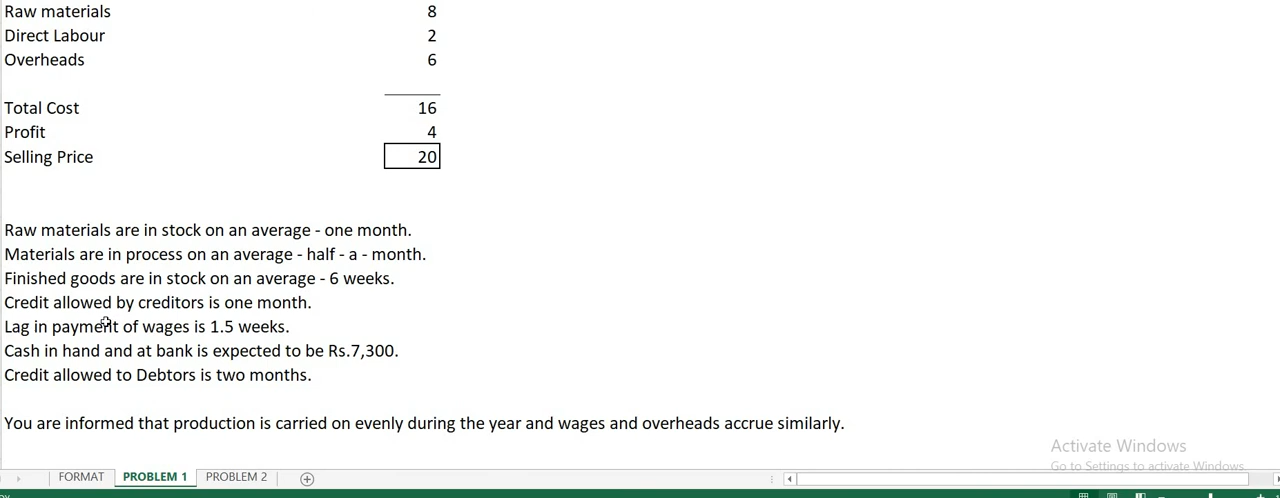 Raw materials 8
Direct Labour 2
Overheads 6
Total Cost 16
Profit 4
Selling Price 20
Raw materials are in stock on an average - one month.
Materials are in process on an average - half - a - month.
Finished goods are in stock on an average - 6 weeks.
Credit allowed by creditors is one month.
Lag in payment of wages is 1.5 weeks.
Cash in hand and at bank is expected to be Rs.7,300.
Credit allowed to Debtors is two months.
You are informed that production is carried on evenly during the year and wages and overheads accrue similarly.
Activate Windows
Go to Settings to activate Windows.
FORMAT PROBLEM 1 PROBLEM 2